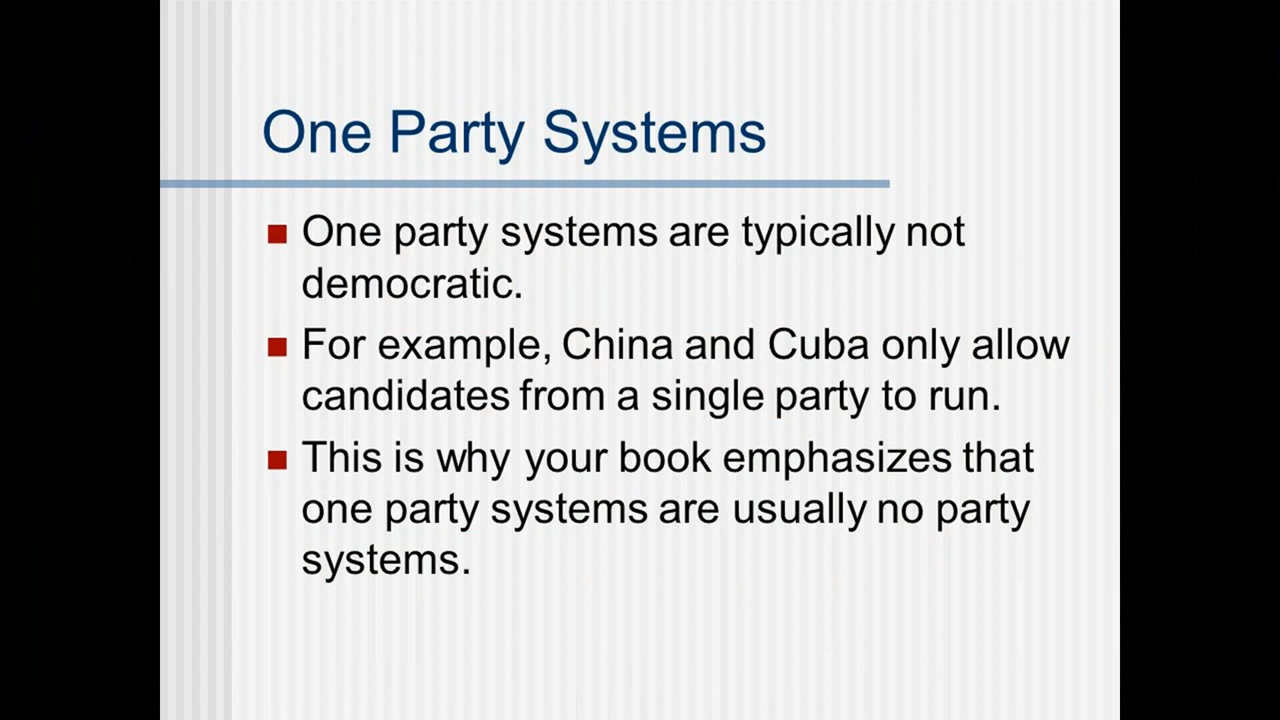 One Party Systems
One party systems are typically not
democratic.
For example, China and Cuba only allow
candidates from a single party to run.
This is why your book emphasizes that
one party systems are usually no party
systems.